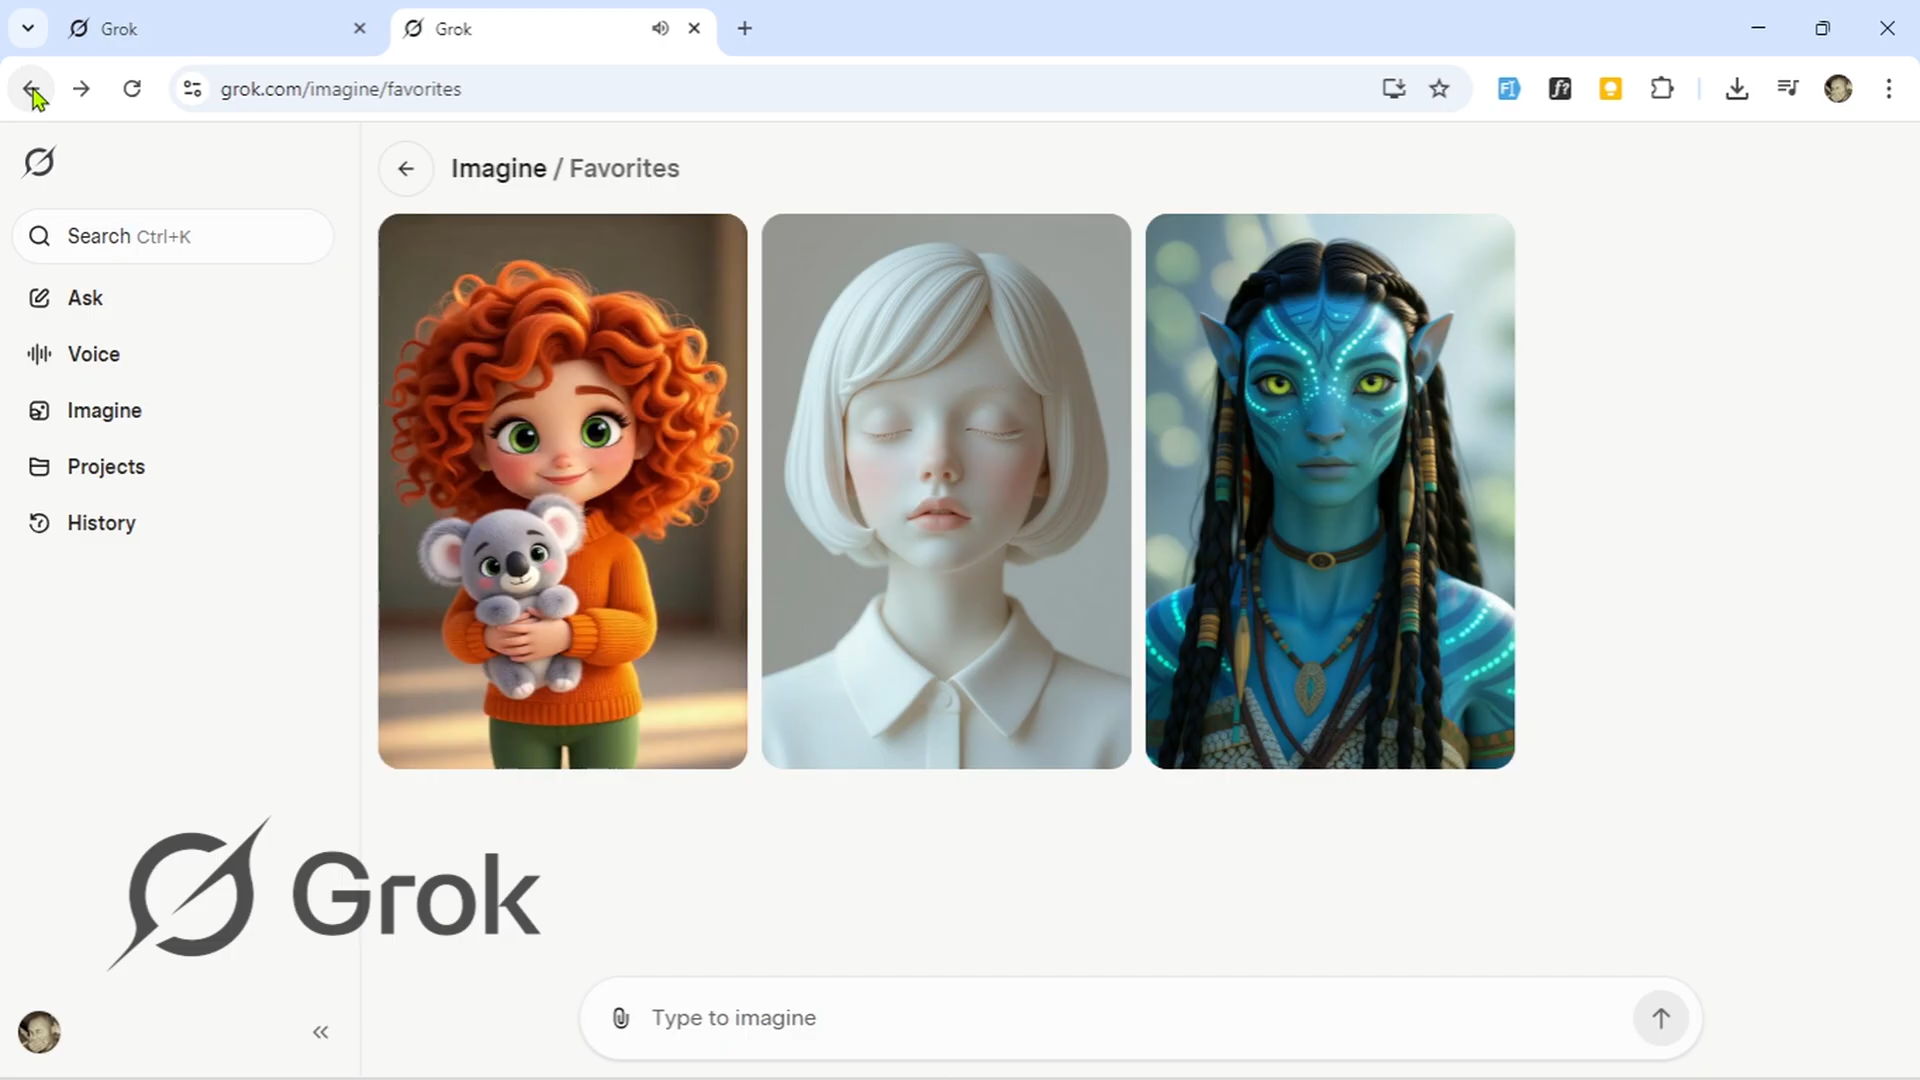 Grok
Grok
grok.com/imagine/favorites
Imagine / Favorites
Search Ctrl+K
Ask
Voice
Imagine
Projects
History
Grok
Type to imagine